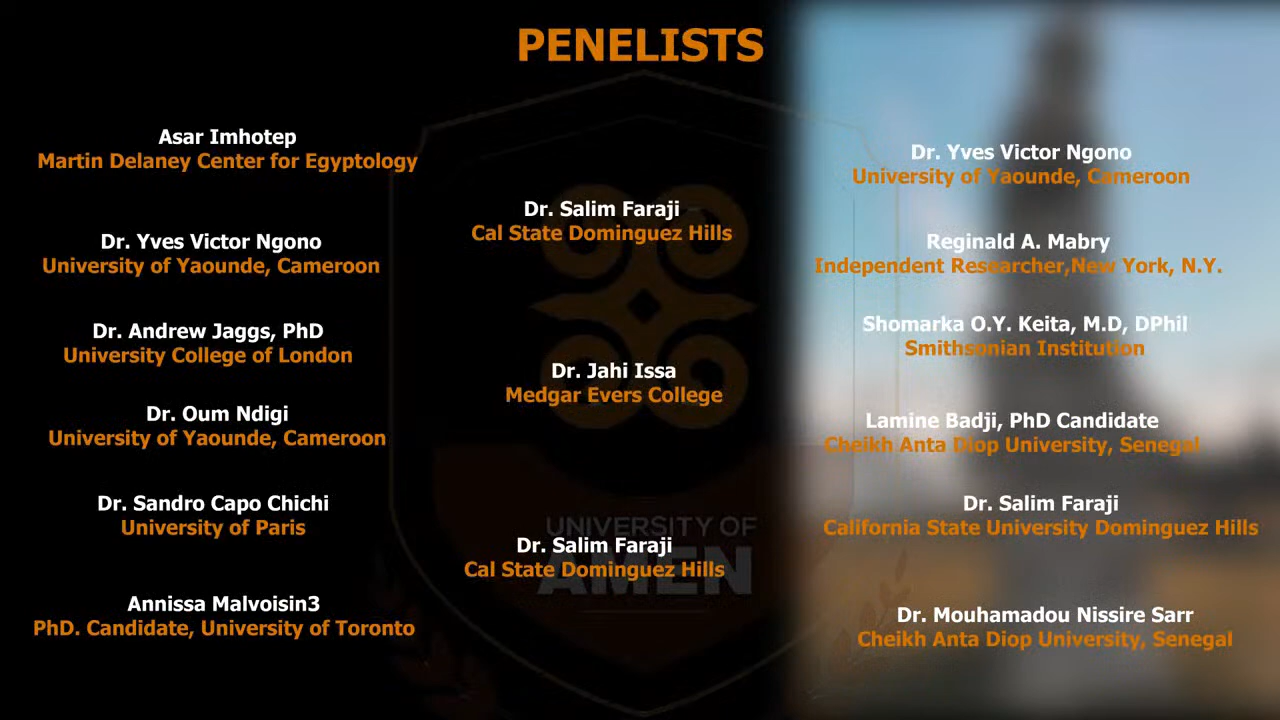 PENELISTS
Asar Imhotep
Martin Delaney Center for Egyptology
Dr. Yves Victor Ngono
University of Yaounde, Cameroon
Dr. Andrew Jaggs, PhD
University College of London
Dr. Oum Ndigi
University of Yaounde, Cameroon
Dr. Sandro Capo Chichi
University of Paris
Annissa Malvoisin3
PhD. Candidate, University of Toronto
Dr. Salim Faraji
Cal State Dominguez Hills
Dr. Jahi Issa
Medgar Evers College
UNIVERSITY OF
AMEN
Dr. Salim Faraji
Cal State Dominguez Hills
Dr. Yves Victor Ngono
University of Yaounde, Cameroon
Reginald A. Mabry
Independent Researcher,New York, N.Y.
Shomarka O.Y. Keita, M.D, DPhil
Smithsonian Institution
Lamine Badji, PhD Candidate
Cheikh Anta Diop University, Senegal
Dr. Salim Faraji
California State University Dominguez Hills
Dr. Mouhamadou Nissire Sarr
Cheikh Anta Diop University, Senegal